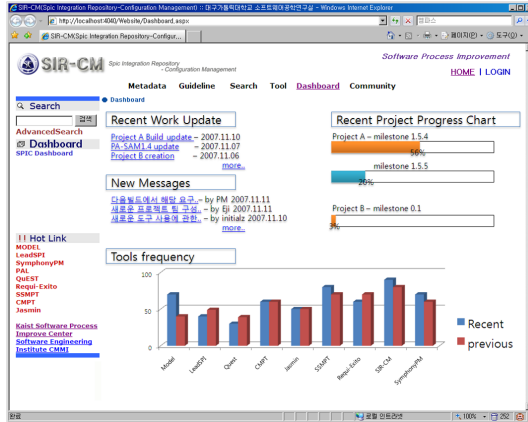 SIR-CM(Spic Integration Repository-Configuration Management) :: 대구가톨릭대학교 소프트웨어공학연구실 - Windows Internet Explorer
http://localhost:4040/Website/Dashboard.aspx
SIR-CM(Spic Integration Repository-Configur...
페이지(P)
도구(O)
SIR-CM
Spic Integration Repository
- Configuration Management
Software Process Improvement
HOME | LOGIN
Metadata Guideline Search Tool Dashboard Community
Search
검색
AdvancedSearch
Dashboard
SPIC Dashboard
!! Hot Link
MODEL
LeadSPI
SymphonyPM
PAL
QuEST
Requi-Exito
SSMPT
CMPT
Jasmin
Kaist Software Process
Improve Center
Software Engineering
Institute CMMI
Dashboard
Recent Work Update
Project A Build update – 2007.11.10
PA-SAM1.4 update – 2007.11.07
Project B creation – 2007.11.06
more..
New Messages
다음빌드에서 해당 요구.. – by PM 2007.11.11
새로운 프로젝트 팀 구성.. – by Eji 2007.11.11
새로운 도구 사용에 관한.. – by initialz 2007.11.10
more..
Recent Project Progress Chart
Project A – milestone 1.5.4
56%
milestone 1.5.5
20%
Project B – milestone 0.1
3%
Tools frequency
100
50
0
Model
LeadSPI
Quest
CMPT
Jasmin
SSMPT
Requi-Exito
SIR-CM
SymphonyPM
Recent
previous
완료
로컬 인트라넷
100%
252